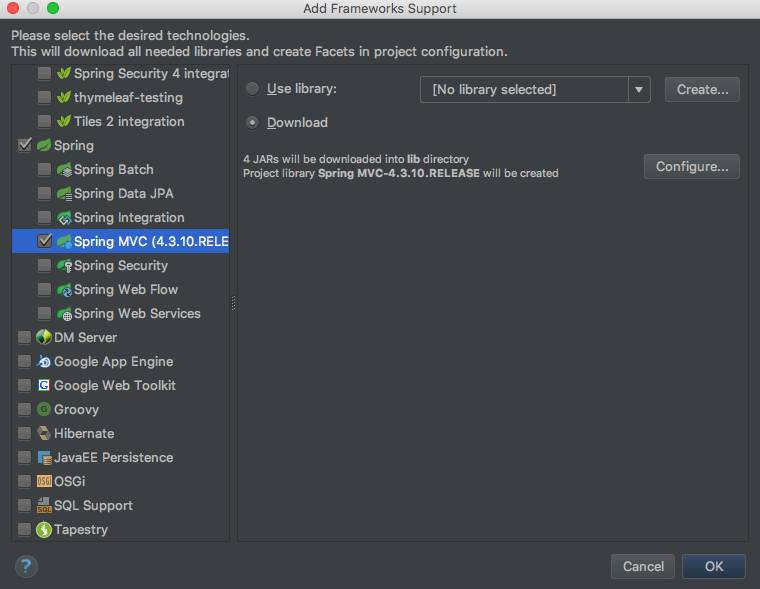 Add Frameworks Support
Please select the desired technologies.
This will download all needed libraries and create Facets in project configuration.
Spring Security 4 integrat
thymeleaf-testing
Tiles 2 integration
Spring
Spring Batch
Spring Data JPA
Spring Integration
Spring MVC (4.3.10.RELE
Spring Security
Spring Web Flow
Spring Web Services
DM Server
Google App Engine
G Google Web Toolkit
G Groovy
Hibernate
JavaEE Persistence
OSGi OSGi
SQL SQL Support
Tapestry
Use library:
[No library selected]
Create...
Download
4 JARs will be downloaded into lib directory
Project library Spring MVC-4.3.10.RELEASE will be created
Configure...
?
Cancel
OK